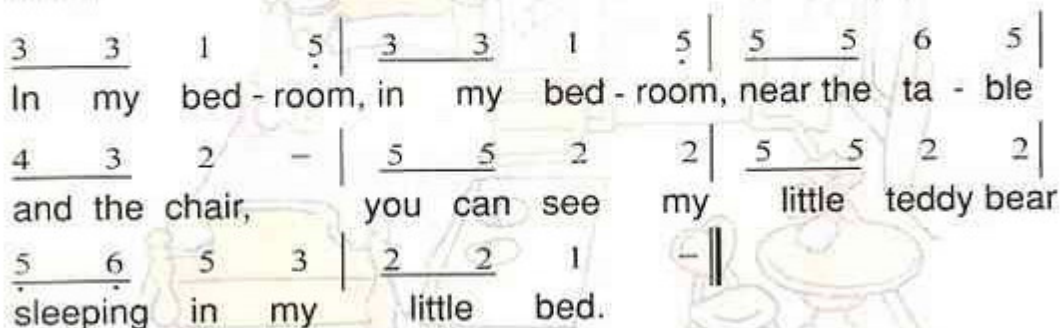 3 3 1 5̣ | 3 3 1 5̣ | 5 5 6 5 |
In my bed - room, in my bed - room, near the ta - ble
4 3 2 – | 5 5 2 2 | 5 5 2 2 |
and the chair, you can see my little teddy bear
5̣ 6̣ 5 3 | 2 2 1 – ‖
sleeping in my little bed.